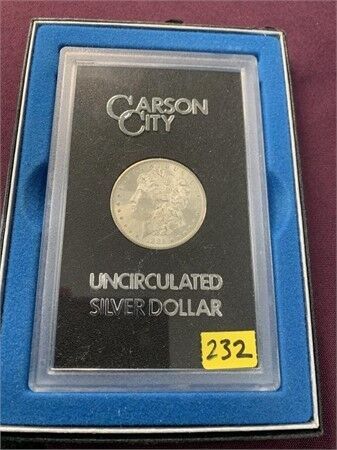 CARSON
CITY
UNCIRCULATED
SILVER DOLLAR
232